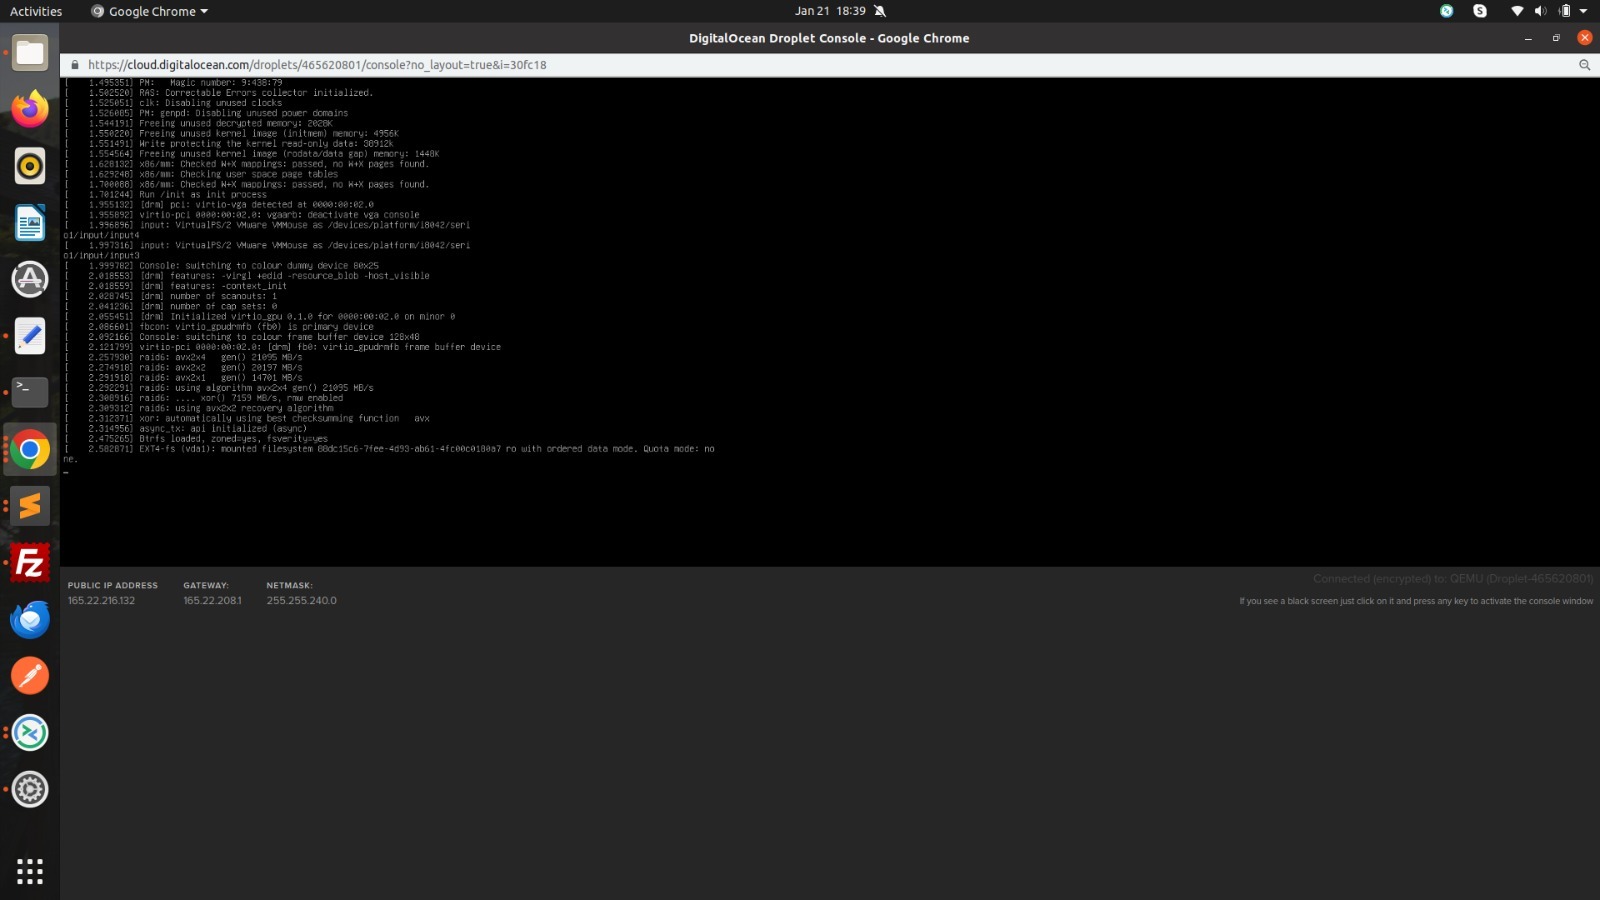 Activities
Google Chrome
Jan 21 18:39
DigitalOcean Droplet Console - Google Chrome
https://cloud.digitalocean.com/droplets/465620801/console?no_layout=true&i=30fc18
[    1.495351] PM:   Magic number: 9:438:79
[    1.502520] RAS: Correctable Errors collector initialized.
[    1.525051] clk: Disabling unused clocks
[    1.526085] PM: genpd: Disabling unused power domains
[    1.544191] Freeing unused decrypted memory: 2028K
[    1.550220] Freeing unused kernel image (initmem) memory: 4956K
[    1.551491] Write protecting the kernel read-only data: 38912k
[    1.554564] Freeing unused kernel image (rodata/data gap) memory: 1448K
[    1.628132] x86/mm: Checked W+X mappings: passed, no W+X pages found.
[    1.629248] x86/mm: Checking user space page tables
[    1.700088] x86/mm: Checked W+X mappings: passed, no W+X pages found.
[    1.701244] Run /init as init process
[    1.955132] [drm] pci: virtio-vga detected at 0000:00:02.0
[    1.955892] virtio-pci 0000:00:02.0: vgaarb: deactivate vga console
[    1.996896] input: VirtualPS/2 VMware VMMouse as /devices/platform/i8042/seri
o1/input/input4
[    1.997316] input: VirtualPS/2 VMware VMMouse as /devices/platform/i8042/seri
o1/input/input3
[    1.999782] Console: switching to colour dummy device 80x25
[    2.018553] [drm] features: -virgl +edid -resource_blob -host_visible
[    2.018559] [drm] features: -context_init
[    2.028745] [drm] number of scanouts: 1
[    2.041236] [drm] number of cap sets: 0
[    2.055451] [drm] Initialized virtio_gpu 0.1.0 for 0000:00:02.0 on minor 0
[    2.086601] fbcon: virtio_gpudrmfb (fb0) is primary device
[    2.092166] Console: switching to colour frame buffer device 128x48
[    2.121799] virtio-pci 0000:00:02.0: [drm] fb0: virtio_gpudrmfb frame buffer device
[    2.257930] raid6: avx2x4   gen() 21095 MB/s
[    2.274918] raid6: avx2x2   gen() 20197 MB/s
[    2.291918] raid6: avx2x1   gen() 14701 MB/s
[    2.292291] raid6: using algorithm avx2x4 gen() 21095 MB/s
[    2.308916] raid6: .... xor() 7159 MB/s, rmw enabled
[    2.309312] raid6: using avx2x2 recovery algorithm
[    2.312371] xor: automatically using best checksumming function   avx
[    2.314956] async_tx: api initialized (async)
[    2.475265] Btrfs loaded, zoned=yes, fsverity=yes
[    2.582871] EXT4-fs (vda1): mounted filesystem 88dc15c6-7fee-4d93-ab61-4fc00c0180a7 ro with ordered data mode. Quota mode: no
ne.
PUBLIC IP ADDRESS
165.22.216.132
GATEWAY:
165.22.208.1
NETMASK:
255.255.240.0
Connected (encrypted) to: QEMU (Droplet-465620801)
If you see a black screen just click on it and press any key to activate the console window